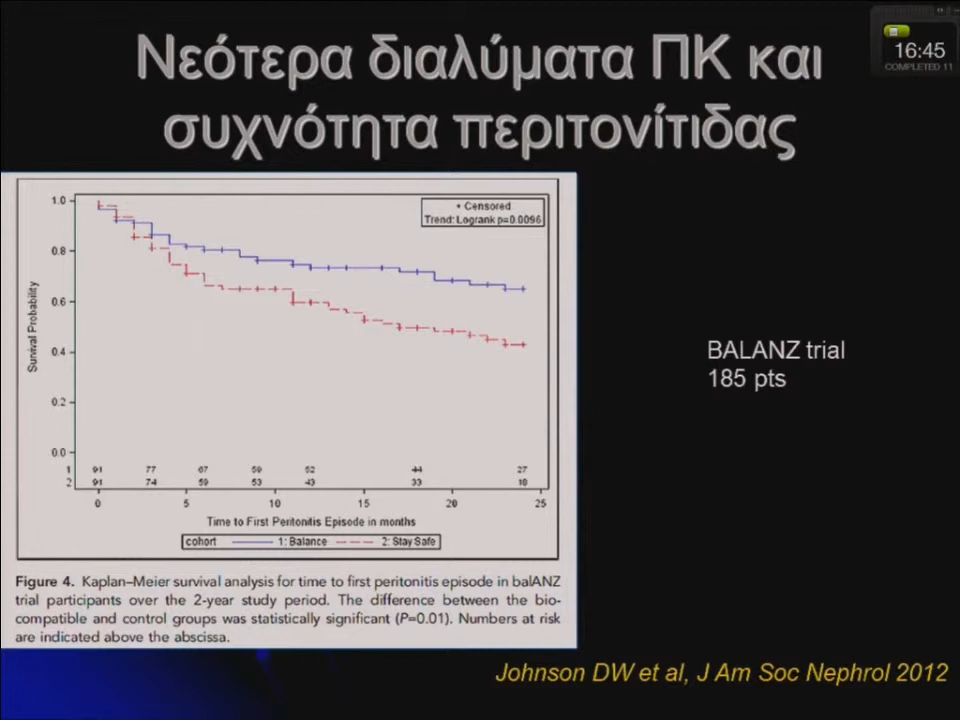 Νεότερα διαλύματα ΠΚ και
συχνότητα περιτονίτιδας
16:45
COMPLETED 11
+ Censored
Trend: Logrank p=0.0096
Survival Probability
1.0
0.8
0.6
0.4
0.2
0.0
1 91 77 67 59 52 44 27
2 91 74 59 53 43 33 18
0 5 10 15 20 25
Time to First Peritonitis Episode in months
cohort 1: Balance 2: Stay Safe
Figure 4. Kaplan–Meier survival analysis for time to first peritonitis episode in balANZ
trial participants over the 2-year study period. The difference between the bio-
compatible and control groups was statistically significant (P=0.01). Numbers at risk
are indicated above the abscissa.
BALANZ trial
185 pts
Johnson DW et al, J Am Soc Nephrol 2012